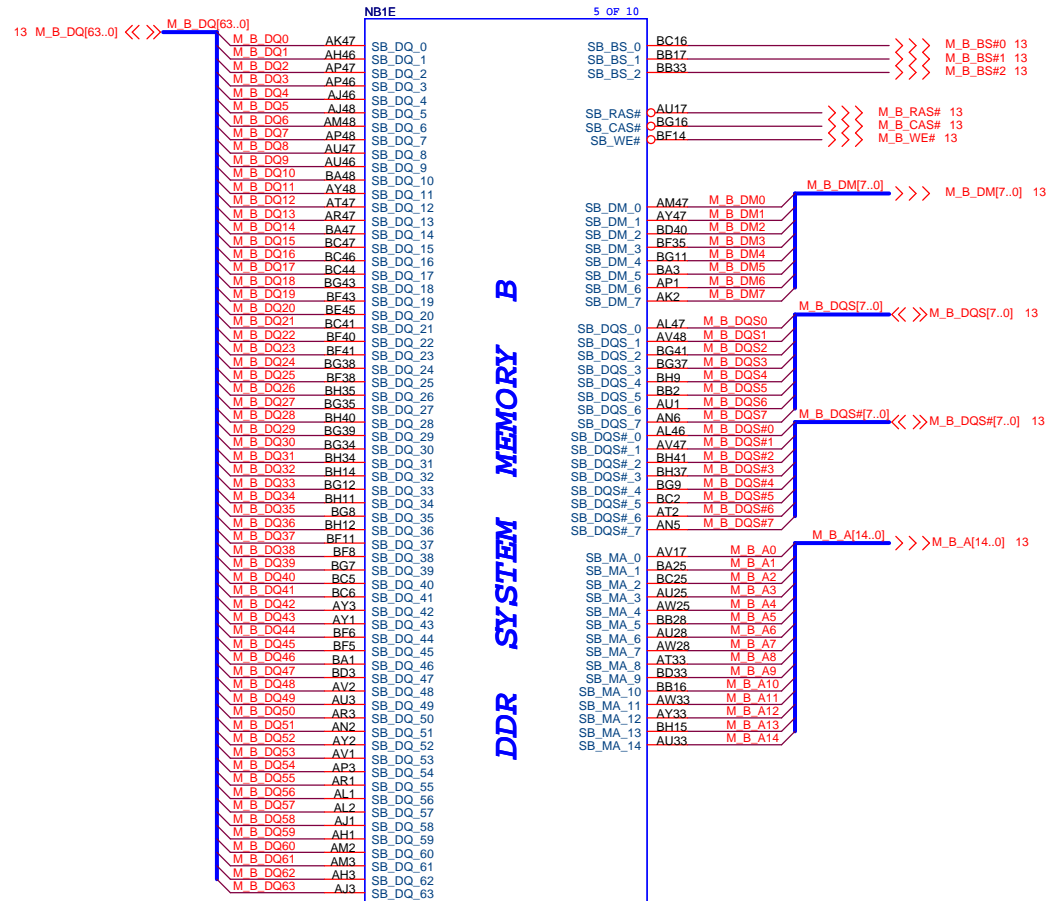 NB1E 5 OF 10
13 M_B_DQ[63..0] M_B_DQ[63..0]
M_B_DQ0 AK47 SB_DQ_0
M_B_DQ1 AH46 SB_DQ_1
M_B_DQ2 AP47 SB_DQ_2
M_B_DQ3 AP46 SB_DQ_3
M_B_DQ4 AJ46 SB_DQ_4
M_B_DQ5 AJ48 SB_DQ_5
M_B_DQ6 AM48 SB_DQ_6
M_B_DQ7 AP48 SB_DQ_7
M_B_DQ8 AU47 SB_DQ_8
M_B_DQ9 AU46 SB_DQ_9
M_B_DQ10 BA48 SB_DQ_10
M_B_DQ11 AY48 SB_DQ_11
M_B_DQ12 AT47 SB_DQ_12
M_B_DQ13 AR47 SB_DQ_13
M_B_DQ14 BA47 SB_DQ_14
M_B_DQ15 BC47 SB_DQ_15
M_B_DQ16 BC46 SB_DQ_16
M_B_DQ17 BC44 SB_DQ_17
M_B_DQ18 BG43 SB_DQ_18
M_B_DQ19 BF43 SB_DQ_19
M_B_DQ20 BE45 SB_DQ_20
M_B_DQ21 BC41 SB_DQ_21
M_B_DQ22 BF40 SB_DQ_22
M_B_DQ23 BF41 SB_DQ_23
M_B_DQ24 BG38 SB_DQ_24
M_B_DQ25 BF38 SB_DQ_25
M_B_DQ26 BH35 SB_DQ_26
M_B_DQ27 BG35 SB_DQ_27
M_B_DQ28 BH40 SB_DQ_28
M_B_DQ29 BG39 SB_DQ_29
M_B_DQ30 BG34 SB_DQ_30
M_B_DQ31 BH34 SB_DQ_31
M_B_DQ32 BH14 SB_DQ_32
M_B_DQ33 BG12 SB_DQ_33
M_B_DQ34 BH11 SB_DQ_34
M_B_DQ35 BG8 SB_DQ_35
M_B_DQ36 BH12 SB_DQ_36
M_B_DQ37 BF11 SB_DQ_37
M_B_DQ38 BF8 SB_DQ_38
M_B_DQ39 BG7 SB_DQ_39
M_B_DQ40 BC5 SB_DQ_40
M_B_DQ41 BC6 SB_DQ_41
M_B_DQ42 AY3 SB_DQ_42
M_B_DQ43 AY1 SB_DQ_43
M_B_DQ44 BF6 SB_DQ_44
M_B_DQ45 BF5 SB_DQ_45
M_B_DQ46 BA1 SB_DQ_46
M_B_DQ47 BD3 SB_DQ_47
M_B_DQ48 AV2 SB_DQ_48
M_B_DQ49 AU3 SB_DQ_49
M_B_DQ50 AR3 SB_DQ_50
M_B_DQ51 AN2 SB_DQ_51
M_B_DQ52 AY2 SB_DQ_52
M_B_DQ53 AV1 SB_DQ_53
M_B_DQ54 AP3 SB_DQ_54
M_B_DQ55 AR1 SB_DQ_55
M_B_DQ56 AL1 SB_DQ_56
M_B_DQ57 AL2 SB_DQ_57
M_B_DQ58 AJ1 SB_DQ_58
M_B_DQ59 AH1 SB_DQ_59
M_B_DQ60 AM2 SB_DQ_60
M_B_DQ61 AM3 SB_DQ_61
M_B_DQ62 AH3 SB_DQ_62
M_B_DQ63 AJ3 SB_DQ_63
DDR SYSTEM MEMORY B
SB_BS_0 BC16 M_B_BS#0 13
SB_BS_1 BB17 M_B_BS#1 13
SB_BS_2 BB33 M_B_BS#2 13
SB_RAS# AU17 M_B_RAS# 13
SB_CAS# BG16 M_B_CAS# 13
SB_WE# BF14 M_B_WE# 13
M_B_DM[7..0] M_B_DM[7..0] 13
SB_DM_0 AM47 M_B_DM0
SB_DM_1 AY47 M_B_DM1
SB_DM_2 BD40 M_B_DM2
SB_DM_3 BF35 M_B_DM3
SB_DM_4 BG11 M_B_DM4
SB_DM_5 BA3 M_B_DM5
SB_DM_6 AP1 M_B_DM6
SB_DM_7 AK2 M_B_DM7
M_B_DQS[7..0] M_B_DQS[7..0] 13
SB_DQS_0 AL47 M_B_DQS0
SB_DQS_1 AV48 M_B_DQS1
SB_DQS_2 BG41 M_B_DQS2
SB_DQS_3 BG37 M_B_DQS3
SB_DQS_4 BH9 M_B_DQS4
SB_DQS_5 BB2 M_B_DQS5
SB_DQS_6 AU1 M_B_DQS6
SB_DQS_7 AN6 M_B_DQS7
M_B_DQS#[7..0] M_B_DQS#[7..0] 13
SB_DQS#_0 AL46 M_B_DQS#0
SB_DQS#_1 AV47 M_B_DQS#1
SB_DQS#_2 BH41 M_B_DQS#2
SB_DQS#_3 BH37 M_B_DQS#3
SB_DQS#_4 BG9 M_B_DQS#4
SB_DQS#_5 BC2 M_B_DQS#5
SB_DQS#_6 AT2 M_B_DQS#6
SB_DQS#_7 AN5 M_B_DQS#7
M_B_A[14..0] M_B_A[14..0] 13
SB_MA_0 AV17 M_B_A0
SB_MA_1 BA25 M_B_A1
SB_MA_2 BC25 M_B_A2
SB_MA_3 AU25 M_B_A3
SB_MA_4 AW25 M_B_A4
SB_MA_5 BB28 M_B_A5
SB_MA_6 AU28 M_B_A6
SB_MA_7 AW28 M_B_A7
SB_MA_8 AT33 M_B_A8
SB_MA_9 BD33 M_B_A9
SB_MA_10 BB16 M_B_A10
SB_MA_11 AW33 M_B_A11
SB_MA_12 AY33 M_B_A12
SB_MA_13 BH15 M_B_A13
SB_MA_14 AU33 M_B_A14